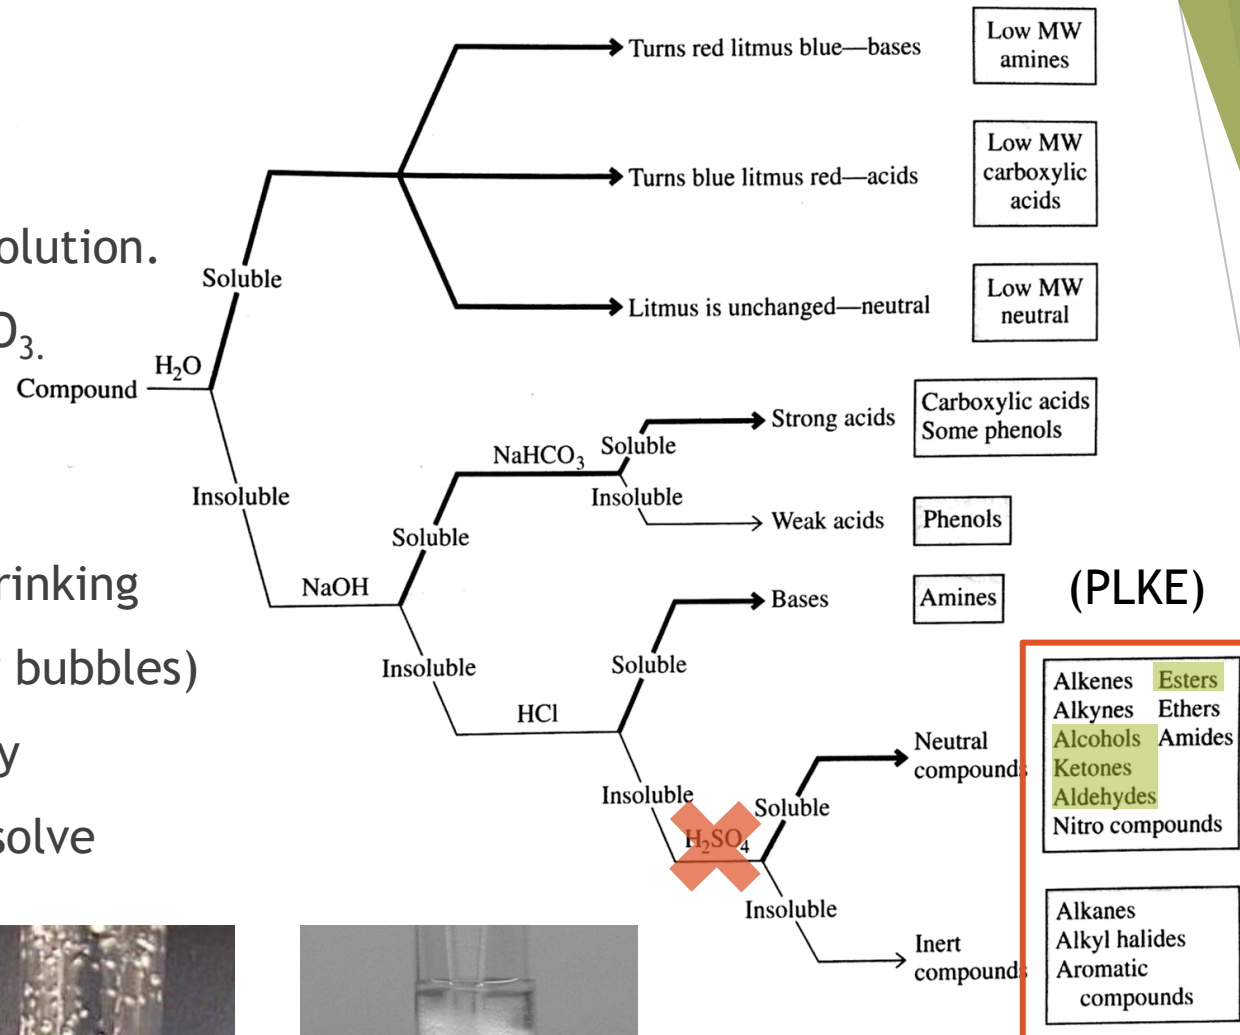 olution.
O3.
rinking
bubbles)
y
solve
Compound
H2O
Soluble
Turns red litmus blue—bases
Low MW
amines
Turns blue litmus red—acids
Low MW
carboxylic
acids
Litmus is unchanged—neutral
Low MW
neutral
Insoluble
NaOH
Soluble
NaHCO3
Soluble
Strong acids
Carboxylic acids
Some phenols
Insoluble
Weak acids
Phenols
Insoluble
HCl
Soluble
Bases
Amines
(PLKE)
Insoluble
H2SO4
Soluble
Neutral
compounds
Alkenes Esters
Alkynes Ethers
Alcohols Amides
Ketones
Aldehydes
Nitro compounds
Insoluble
Inert
compounds
Alkanes
Alkyl halides
Aromatic
compounds